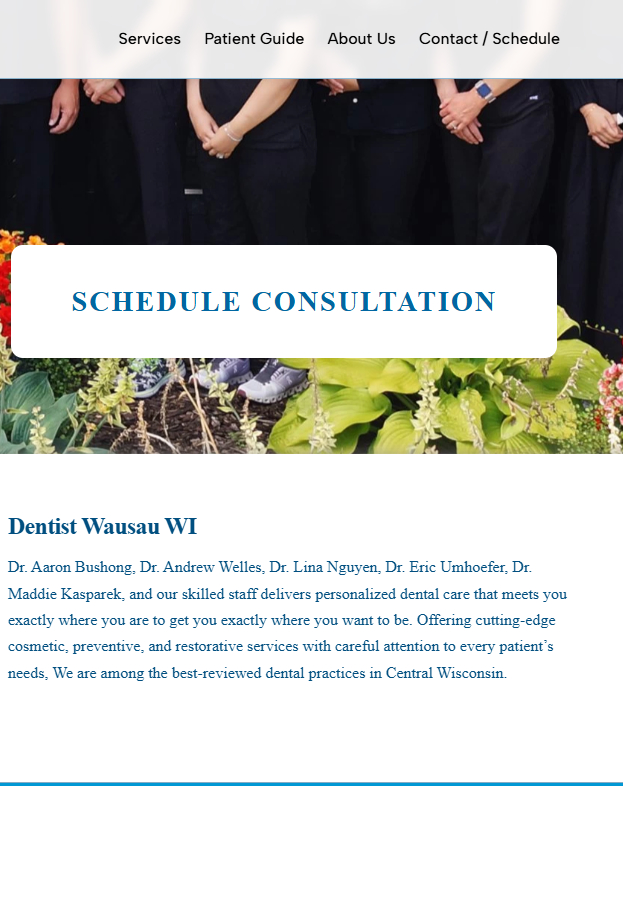 Services Patient Guide About Us Contact / Schedule
SCHEDULE CONSULTATION
Dentist Wausau WI
Dr. Aaron Bushong, Dr. Andrew Welles, Dr. Lina Nguyen, Dr. Eric Umhoefer, Dr.
Maddie Kasparek, and our skilled staff delivers personalized dental care that meets you
exactly where you are to get you exactly where you want to be. Offering cutting-edge
cosmetic, preventive, and restorative services with careful attention to every patient’s
needs, We are among the best-reviewed dental practices in Central Wisconsin.